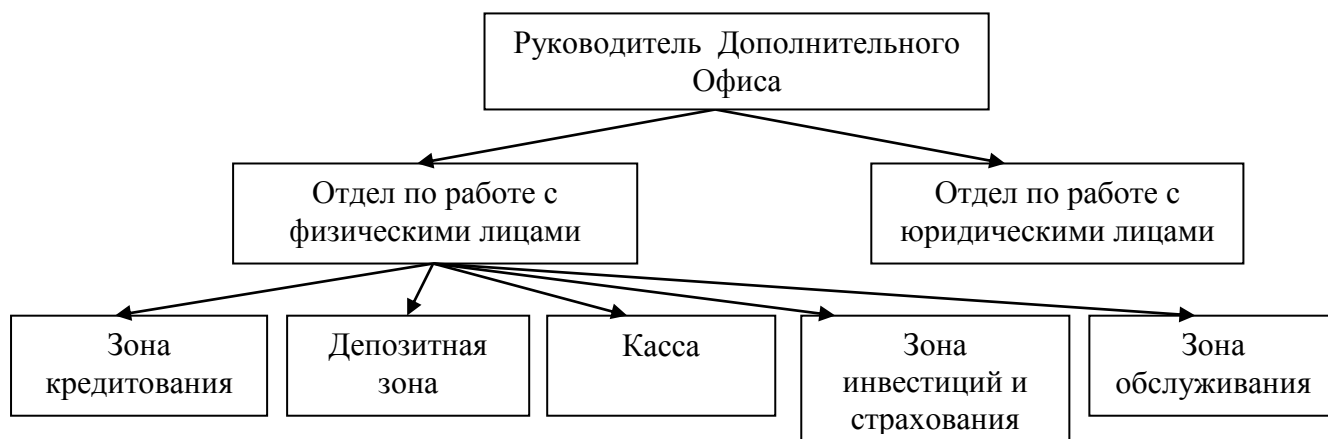 Руководитель Дополнительного
Офиса
Отдел по работе с
физическими лицами
Отдел по работе с
юридическими лицами
Зона
кредитования
Депозитная
зона
Касса
Зона
инвестиций и
страхования
Зона
обслуживания